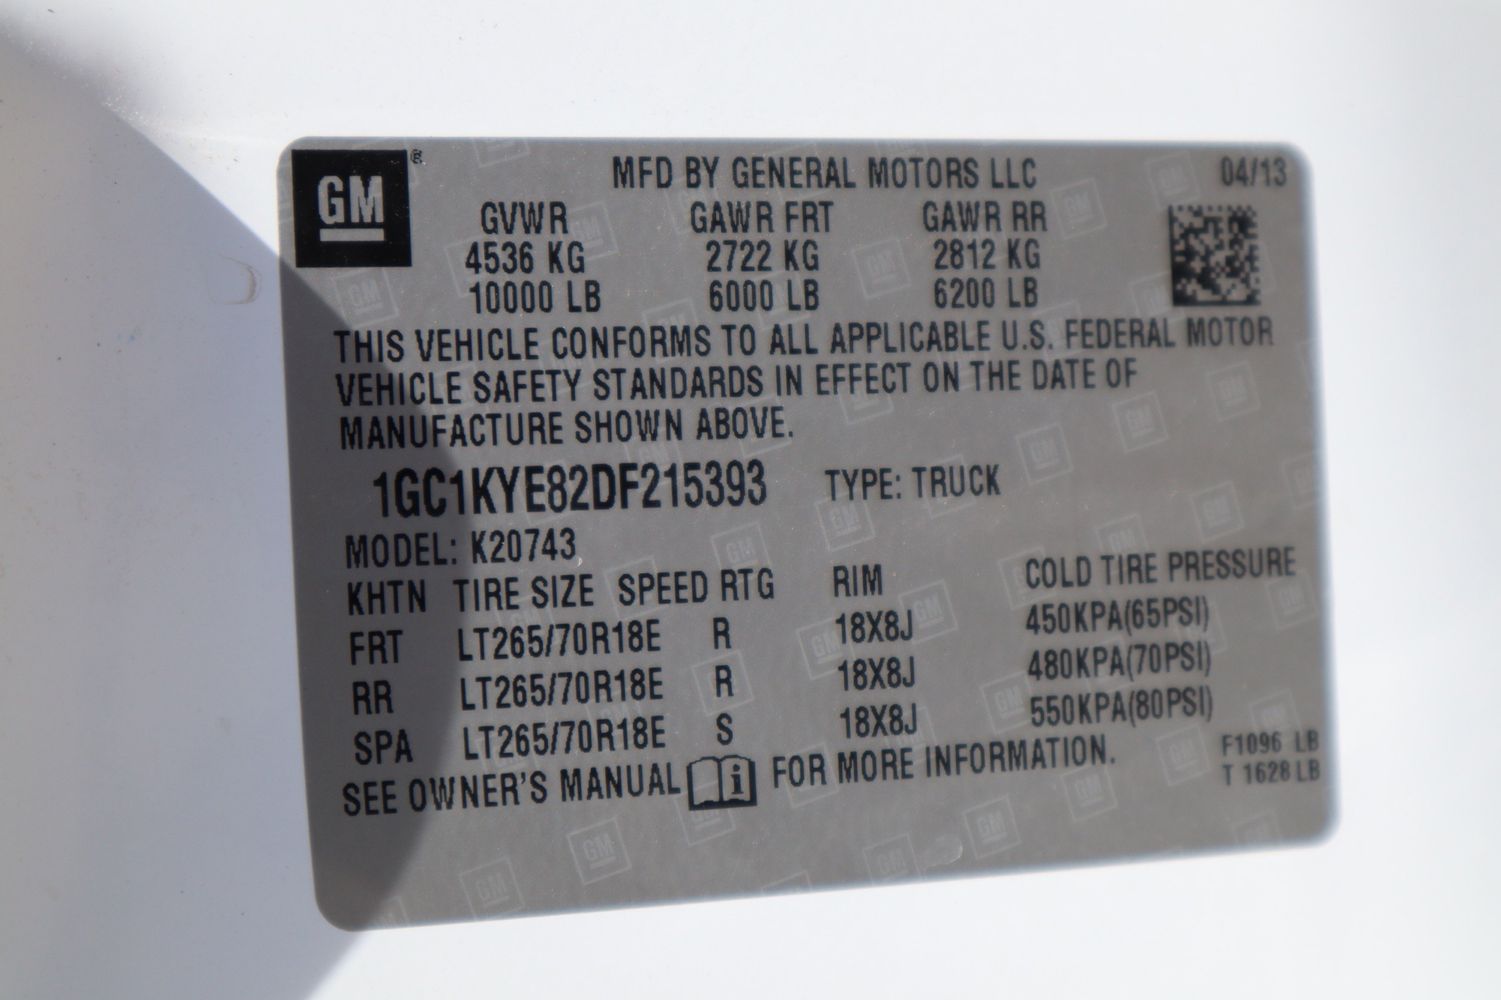 GM ® MFD BY GENERAL MOTORS LLC 04/13
GVWR GAWR FRT GAWR RR
4536 KG 2722 KG 2812 KG
10000 LB 6000 LB 6200 LB
THIS VEHICLE CONFORMS TO ALL APPLICABLE U.S. FEDERAL MOTOR
VEHICLE SAFETY STANDARDS IN EFFECT ON THE DATE OF
MANUFACTURE SHOWN ABOVE.
1GC1KYE82DF215393 TYPE: TRUCK
MODEL: K20743
KHTN TIRE SIZE SPEED RTG RIM COLD TIRE PRESSURE
FRT LT265/70R18E R 18X8J 450KPA(65PSI)
RR LT265/70R18E R 18X8J 480KPA(70PSI)
SPA LT265/70R18E S 18X8J 550KPA(80PSI)
SEE OWNER'S MANUAL i FOR MORE INFORMATION.
F1096 LB
T 1628 LB